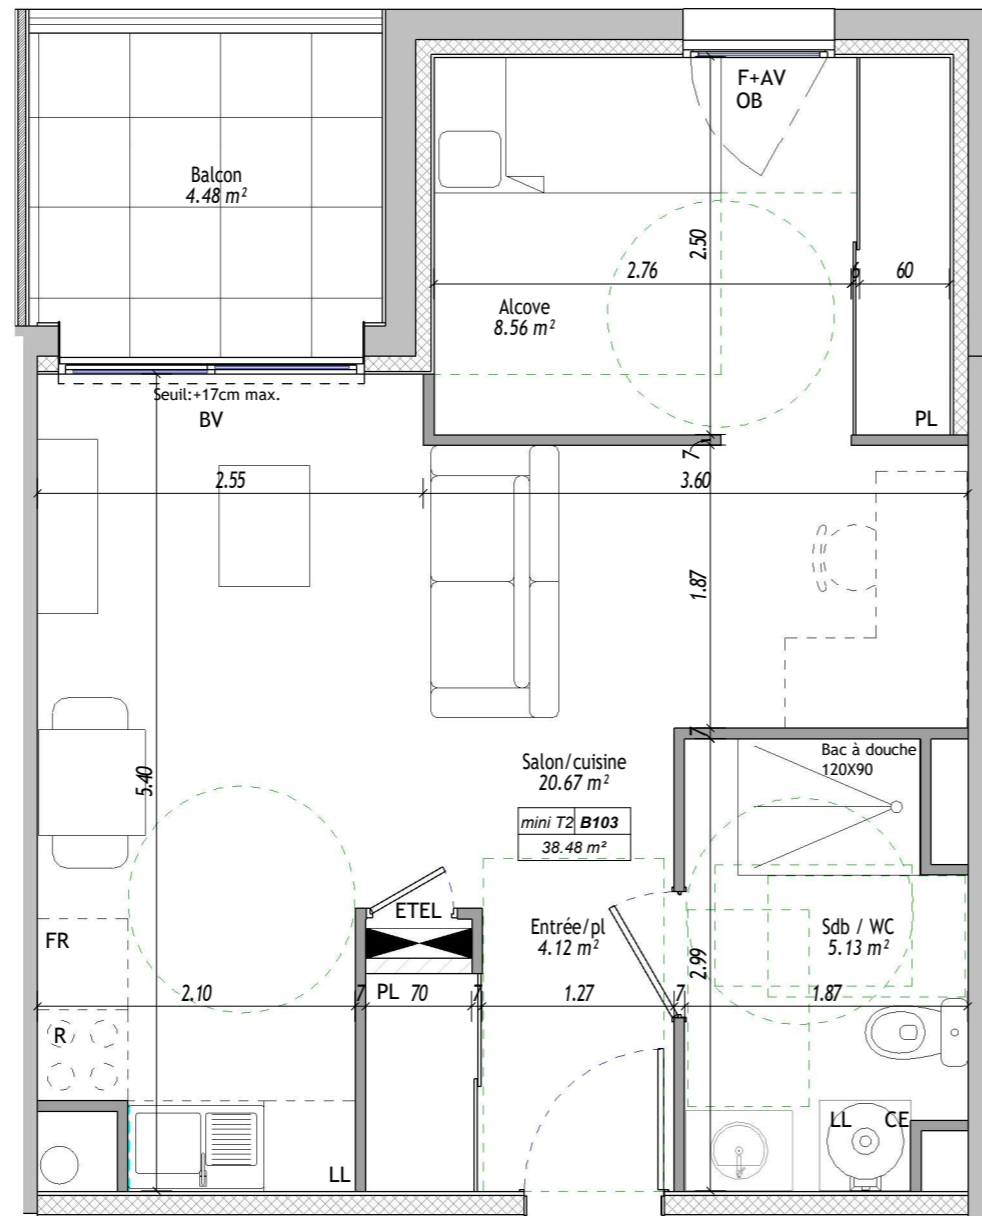 F+AV
OB
Balcon
4.48 m²
2.50
2.76
6
60
Alcove
8.56 m²
Seuil:+17cm max.
BV
PL
7
2.55
3.60
1.87
7
Bac à douche
120X90
Salon/cuisine
20.67 m²
5.40
mini T2 B103
38.48 m²
ETEL
Entrée/pl
4.12 m²
Sdb / WC
5.13 m²
FR
2.99
2.10
7
PL
70
7
1.27
7
1.87
R
LL
LL
CE